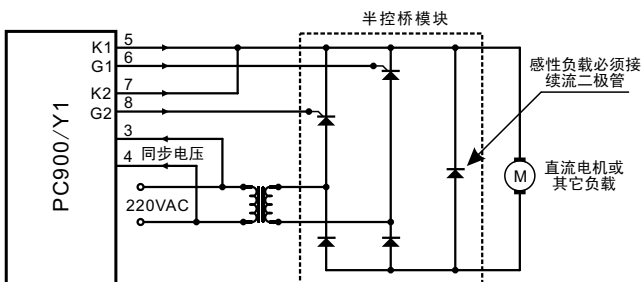 半控桥模块
K1
5
G1
6
K2
7
G2
8
3
同步电压
4
220VAC
PC900/Y1
感性负载必须接
续流二极管
M
直流电机或
其它负载